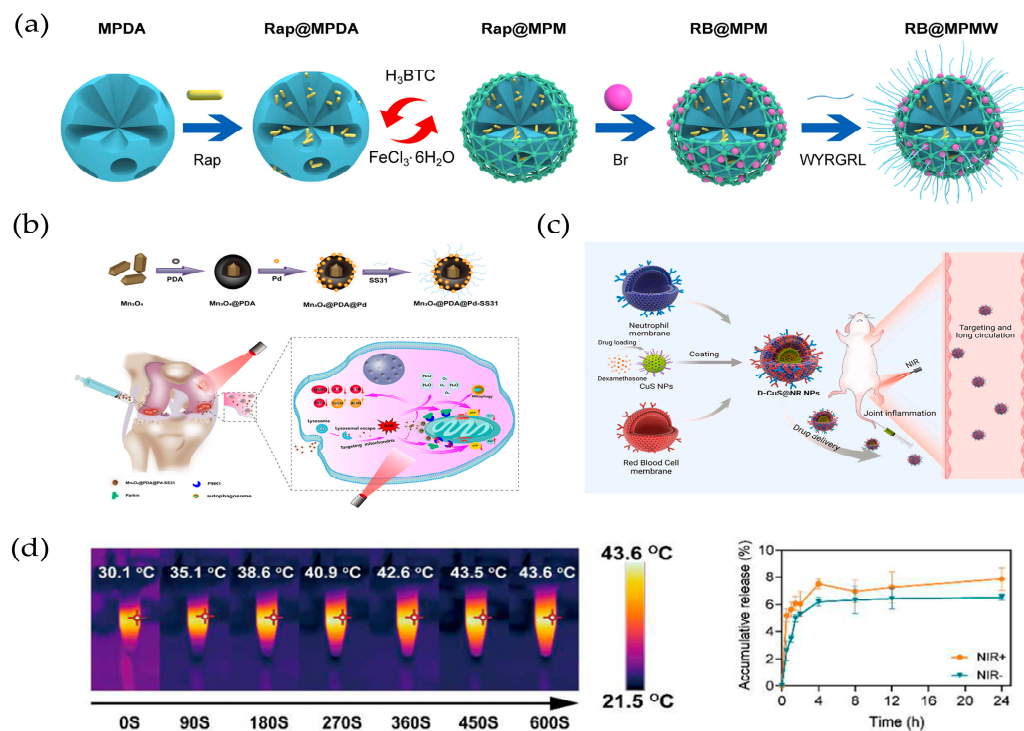 (a)
MPDA
Rap@MPDA
Rap@MPM
RB@MPM
RB@MPMW
Rap
H₃BTC
FeCl₃·6H₂O
Br
WYRGRL
(b)
PDA
Pd
SS31
Mn₃O₄
Mn₃O₄@PDA
Mn₃O₄@PDA@Pd
Mn₃O₄@PDA@Pd-SS31
Mitophagy
Lysosome
Lysosomal escape
Targeting mitochondria
Mn₃O₄@PDA@Pd-SS31
PINK1
Parkin
autophagosome
(c)
Neutrophil
membrane
Drug loading
Dexamethasone
CuS NPs
Coating
D-CuS@NR NPs
Red Blood Cell
membrane
NIR
Joint inflammation
Drug delivery
Targeting and
long circulation
(d)
30.1 °C
35.1 °C
38.6 °C
40.9 °C
42.6 °C
43.5 °C
43.6 °C
0S
90S
180S
270S
360S
450S
600S
43.6 °C
21.5 °C
Accumulative release (%)
10
8
6
4
2
0
NIR+
NIR-
0
4
8
12
16
20
24
Time (h)